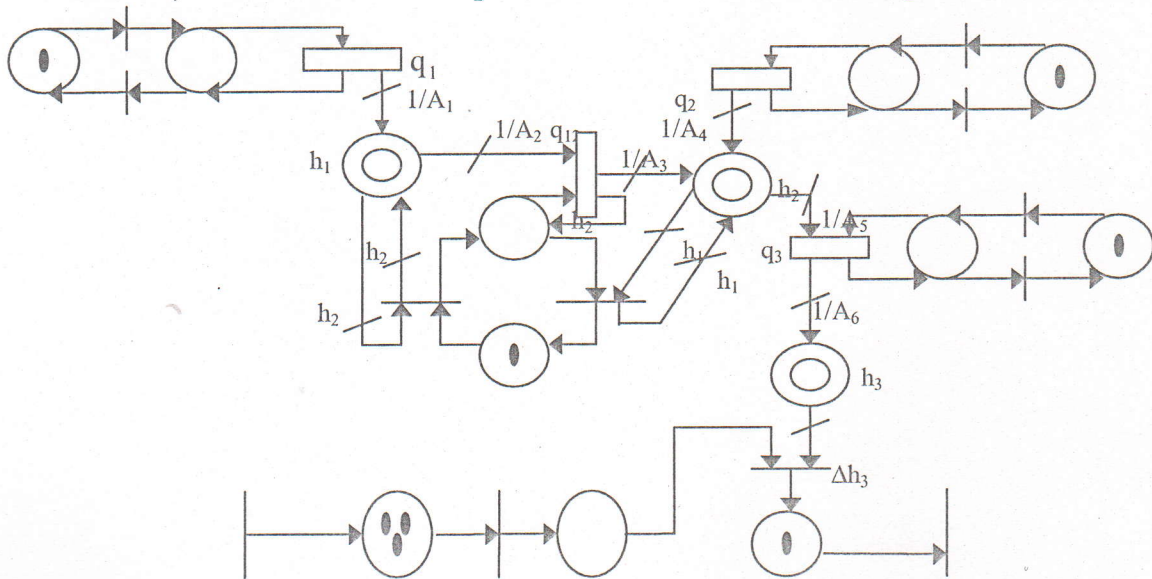 q₁
1/A₁
q₂
1/A₄
h₁
1/A₂
q₁₂
1/A₃
h₂
h₂
h₂
h₂
h₁
h₁
1/A₅
q₃
1/A₆
h₃
Δh₃